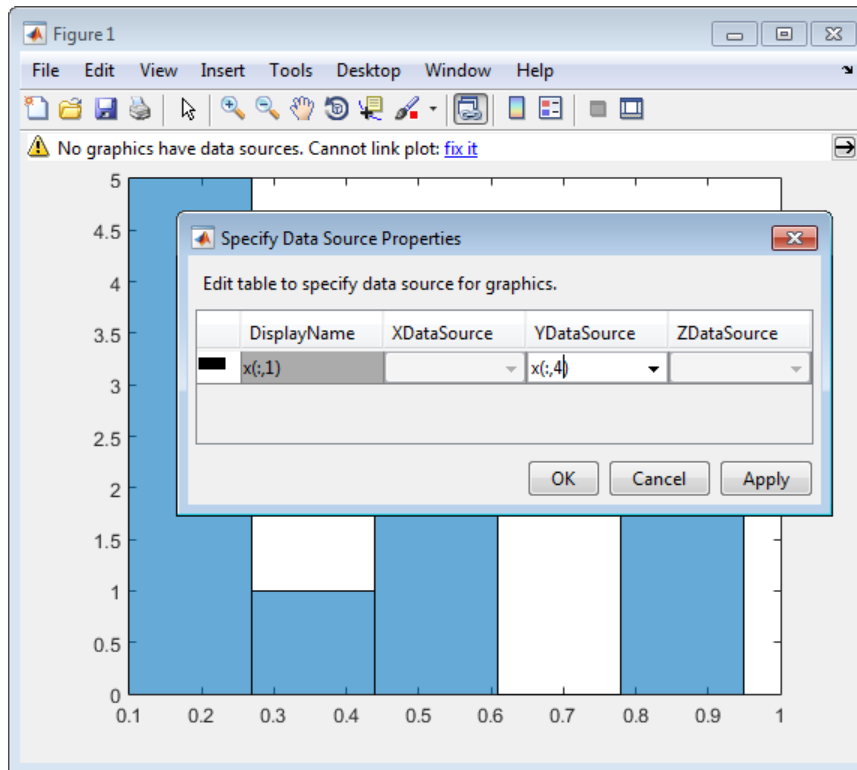 Figure 1
File Edit View Insert Tools Desktop Window Help
No graphics have data sources. Cannot link plot: fix it
5
4.5
4
3.5
3
2.5
2
1.5
1
0.5
0
Specify Data Source Properties
Edit table to specify data source for graphics.
DisplayName XDataSource YDataSource ZDataSource
x(:,1) x(:,4)
OK Cancel Apply
0.1 0.2 0.3 0.4 0.5 0.6 0.7 0.8 0.9 1